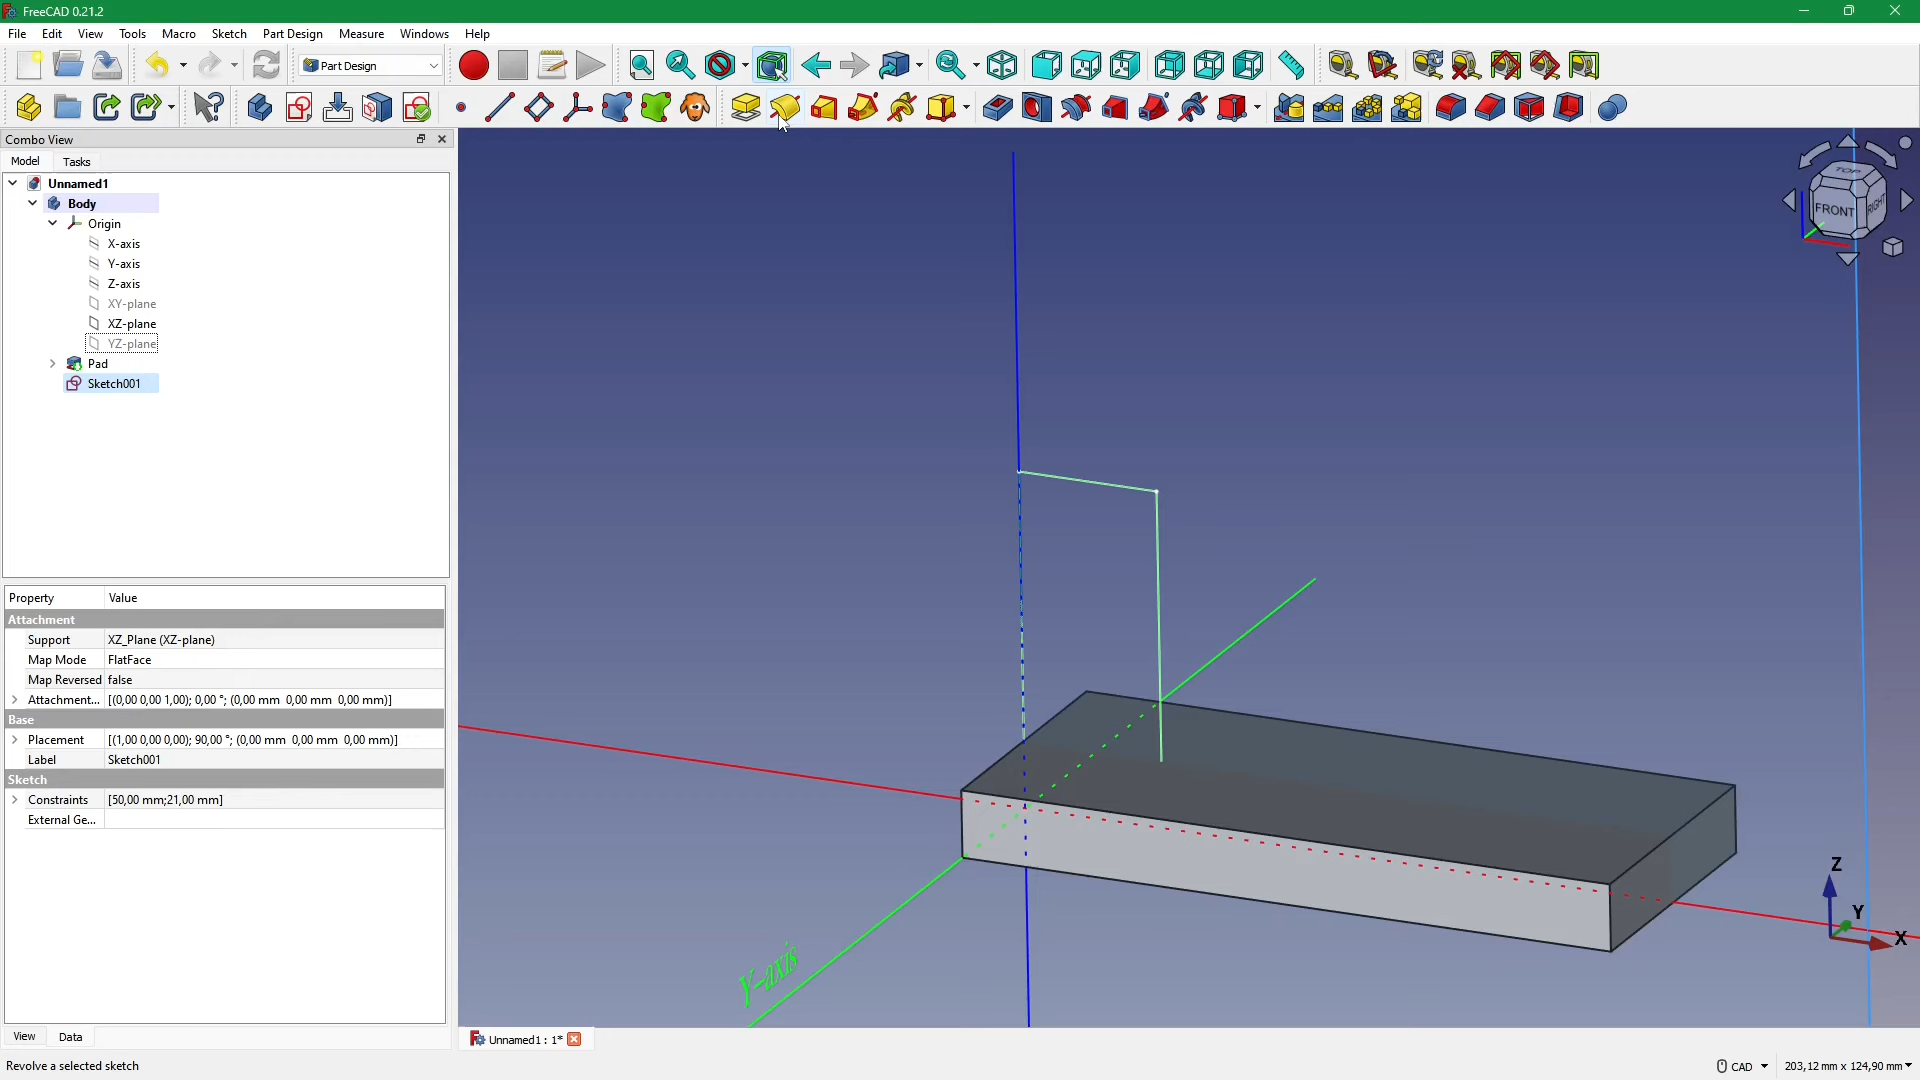 FreeCAD 0.21.2
File Edit View Tools Macro Sketch Part Design Measure Windows Help
Part Design
Combo View
Model Tasks
Unnamed1
Body
Origin
X-axis
Y-axis
Z-axis
XY-plane
XZ-plane
YZ-plane
Pad
Sketch001
Property Value
Attachment
Support XZ_Plane (XZ-plane)
Map Mode FlatFace
Map Reversed false
Attachment... [(0,00 0,00 1,00); 0,00 °; (0,00 mm 0,00 mm 0,00 mm)]
Base
Placement [(1,00 0,00 0,00); 90,00 °; (0,00 mm 0,00 mm 0,00 mm)]
Label Sketch001
Sketch
Constraints [50,00 mm;21,00 mm]
External Ge...
View Data
TOP
FRONT
RIGHT
Y-axis
Z
Y
X
Unnamed1 : 1*
Revolve a selected sketch
CAD
203,12 mm x 124,90 mm